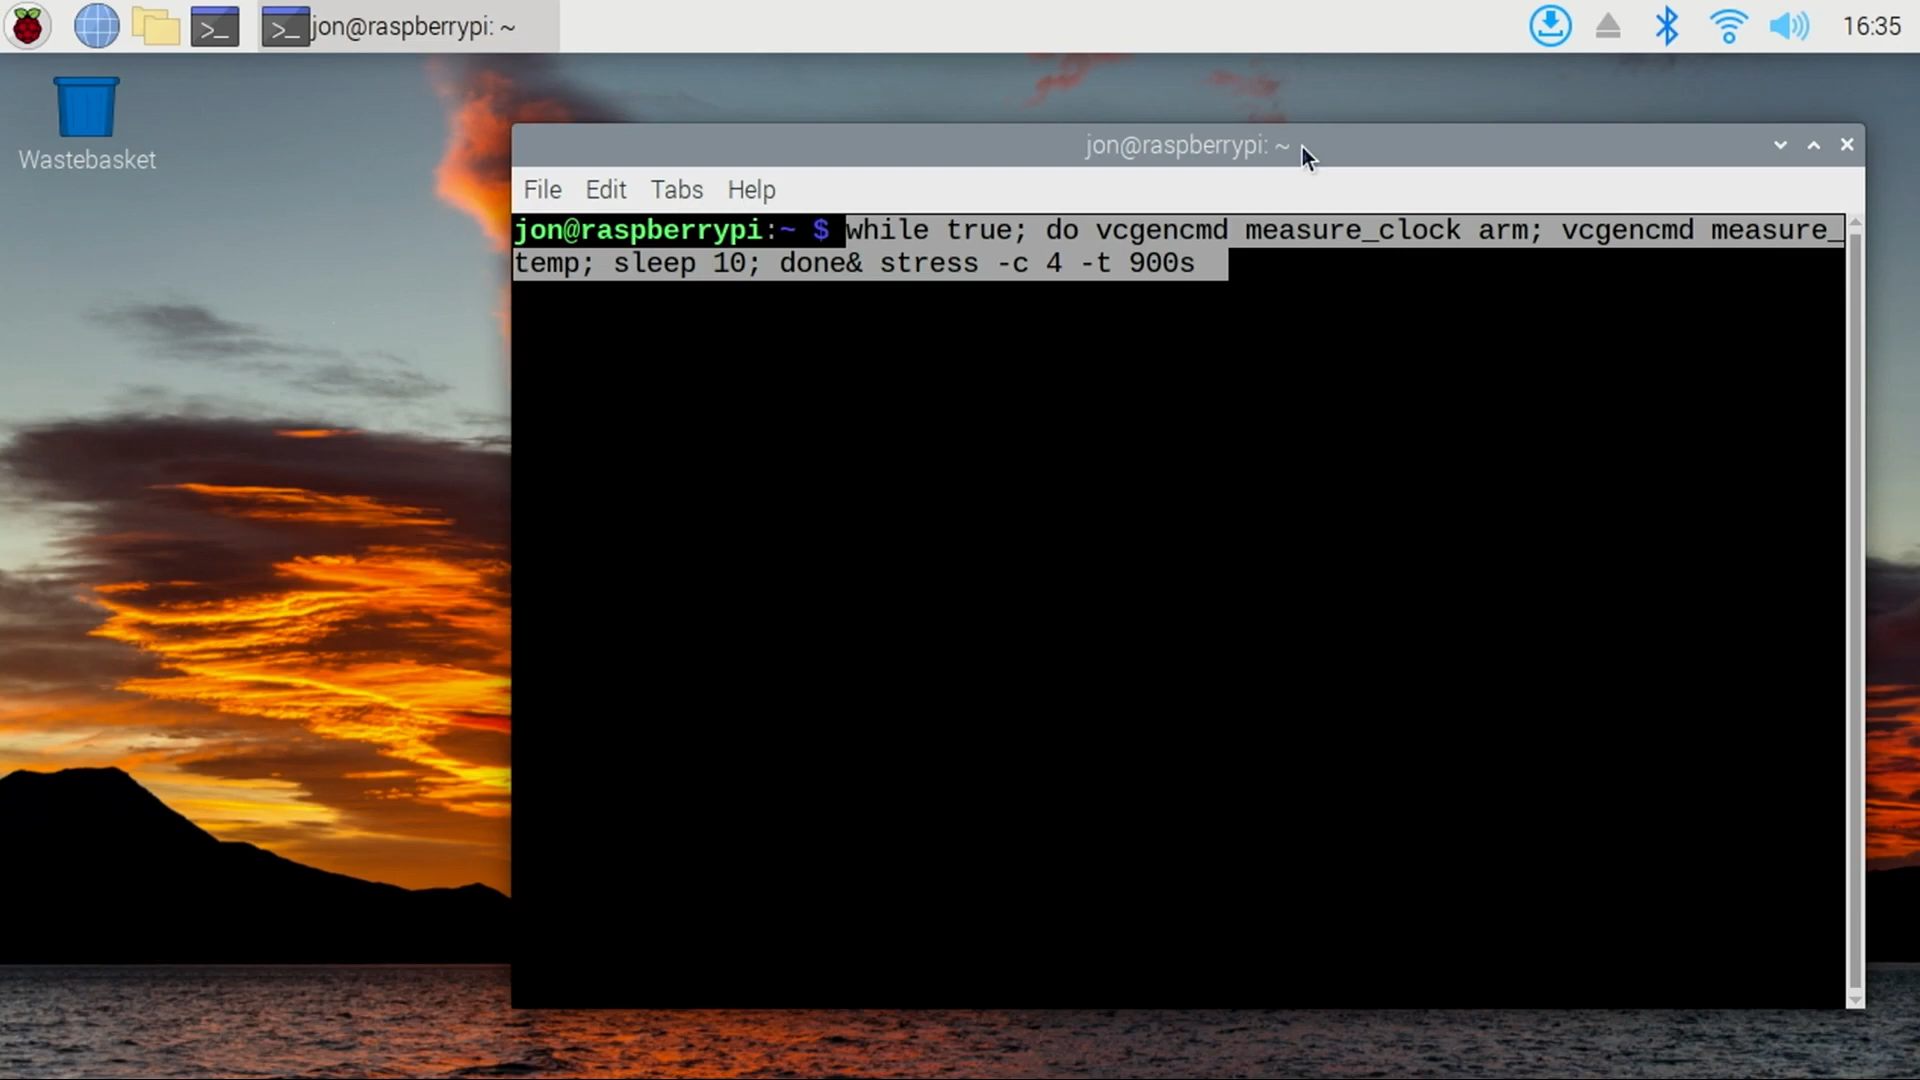 jon@raspberrypi: ~
16:35
Wastebasket
jon@raspberrypi: ~
File Edit Tabs Help
jon@raspberrypi:~ $ while true; do vcgencmd measure_clock arm; vcgencmd measure_
temp; sleep 10; done& stress -c 4 -t 900s